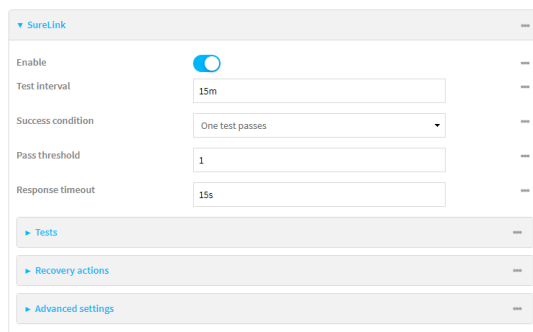 SureLink
Enable
Test interval
15m
Success condition
One test passes
Pass threshold
1
Response timeout
15s
Tests
Recovery actions
Advanced settings